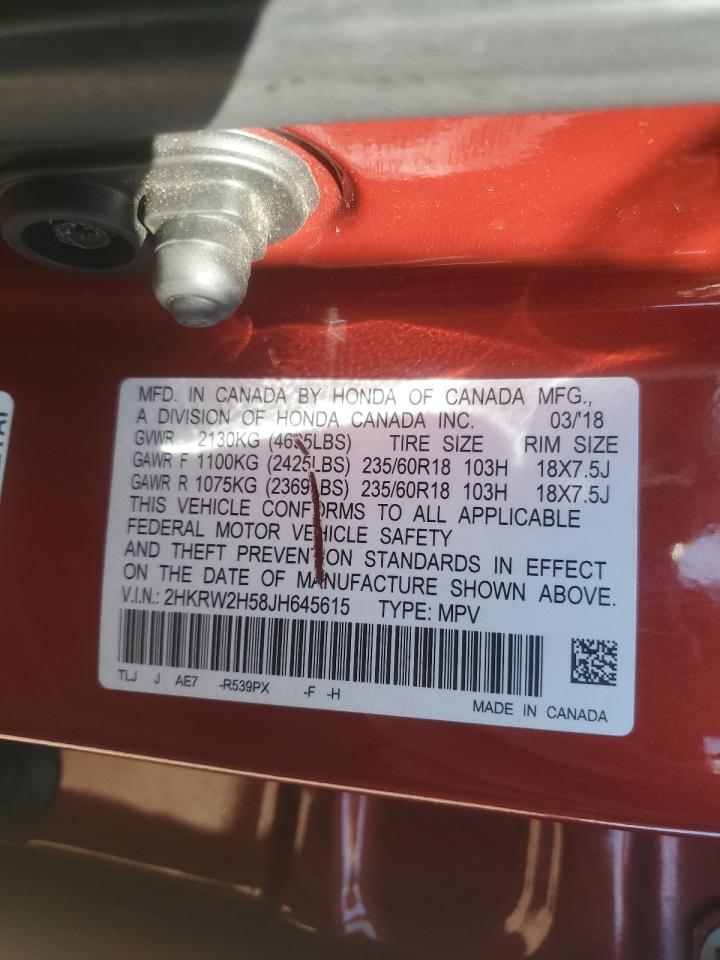 MFD. IN CANADA BY HONDA OF CANADA MFG.,
A DIVISION OF HONDA CANADA INC. 03/'18
GVWR 2130KG TIRE SIZE RIM SIZE
GAWR F 1100KG (2425LBS) 235/60R18 103H 18X7.5J
GAWR R 1075KG (2369LBS) 235/60R18 103H 18X7.5J
THIS VEHICLE CONFORMS TO ALL APPLICABLE
FEDERAL MOTOR VEHICLE SAFETY
AND THEFT PREVENTION STANDARDS IN EFFECT
ON THE DATE OF MANUFACTURE SHOWN ABOVE.
V.I.N.: 2HKRW2H58JH645615 TYPE: MPV
TLJ J AE7 -R539PX -F -H
MADE IN CANADA